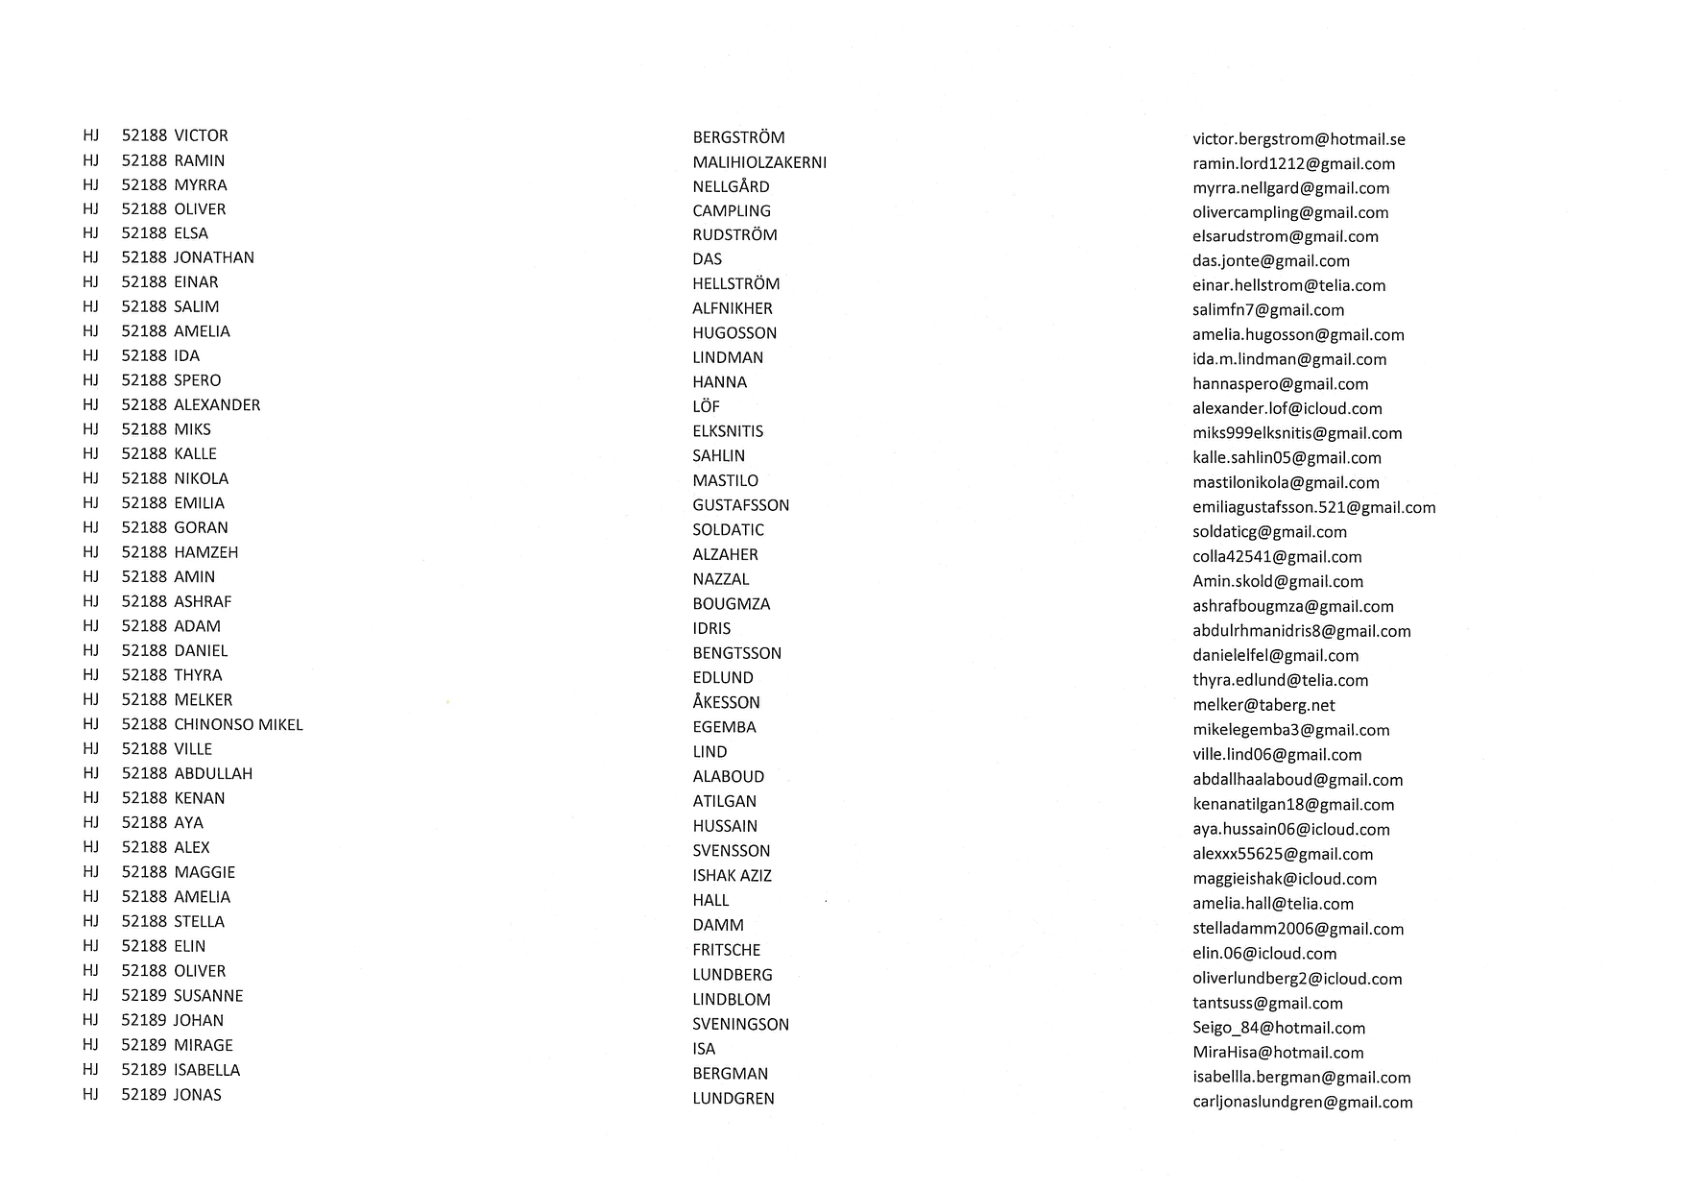 HJ 52188 VICTOR BERGSTRÖM victor.bergstrom@hotmail.se
HJ 52188 RAMIN MALIHIOLZAKERNI ramin.lord1212@gmail.com
HJ 52188 MYRRA NELLGÅRD myrra.nellgard@gmail.com
HJ 52188 OLIVER CAMPLING olivercampling@gmail.com
HJ 52188 ELSA RUDSTRÖM elsarudstrom@gmail.com
HJ 52188 JONATHAN DAS das.jonte@gmail.com
HJ 52188 EINAR HELLSTRÖM einar.hellstrom@telia.com
HJ 52188 SALIM ALFNIKHER salimfn7@gmail.com
HJ 52188 AMELIA HUGOSSON amelia.hugosson@gmail.com
HJ 52188 IDA LINDMAN ida.m.lindman@gmail.com
HJ 52188 SPERO HANNA hannaspero@gmail.com
HJ 52188 ALEXANDER LÖF alexander.lof@icloud.com
HJ 52188 MIKS ELKSNITIS miks999elksnitis@gmail.com
HJ 52188 KALLE SAHLIN kalle.sahlin05@gmail.com
HJ 52188 NIKOLA MASTILO mastilonikola@gmail.com
HJ 52188 EMILIA GUSTAFSSON emiliagustafsson.521@gmail.com
HJ 52188 GORAN SOLDATIC soldaticg@gmail.com
HJ 52188 HAMZEH ALZAHER colla42541@gmail.com
HJ 52188 AMIN NAZZAL Amin.skold@gmail.com
HJ 52188 ASHRAF BOUGMZA ashrafbougmza@gmail.com
HJ 52188 ADAM IDRIS abdulrhmanidris8@gmail.com
HJ 52188 DANIEL BENGTSSON danielelfel@gmail.com
HJ 52188 THYRA EDLUND thyra.edlund@telia.com
HJ 52188 MELKER ÅKESSON melker@taberg.net
HJ 52188 CHINONSO MIKEL EGEMBA mikelegemba3@gmail.com
HJ 52188 VILLE LIND ville.lind06@gmail.com
HJ 52188 ABDULLAH ALABOUD abdallhaalaboud@gmail.com
HJ 52188 KENAN ATILGAN kenanatilgan18@gmail.com
HJ 52188 AYA HUSSAIN aya.hussain06@icloud.com
HJ 52188 ALEX SVENSSON alexxx55625@gmail.com
HJ 52188 MAGGIE ISHAK AZIZ maggieishak@icloud.com
HJ 52188 AMELIA HALL amelia.hall@telia.com
HJ 52188 STELLA DAMM stelladamm2006@gmail.com
HJ 52188 ELIN FRITSCHE elin.06@icloud.com
HJ 52188 OLIVER LUNDBERG oliverlundberg2@icloud.com
HJ 52189 SUSANNE LINDBLOM tantsuss@gmail.com
HJ 52189 JOHAN SVENINGSON Seigo_84@hotmail.com
HJ 52189 MIRAGE ISA MiraHisa@hotmail.com
HJ 52189 ISABELLA BERGMAN isabellla.bergman@gmail.com
HJ 52189 JONAS LUNDGREN carljonaslundgren@gmail.com